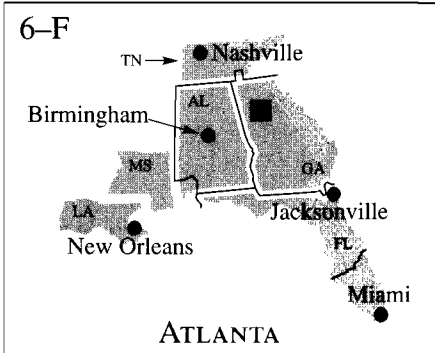 6–F
TN
Nashville
AL
Birmingham
MS
GA
LA
Jacksonville
New Orleans
FL
Miami
ATLANTA